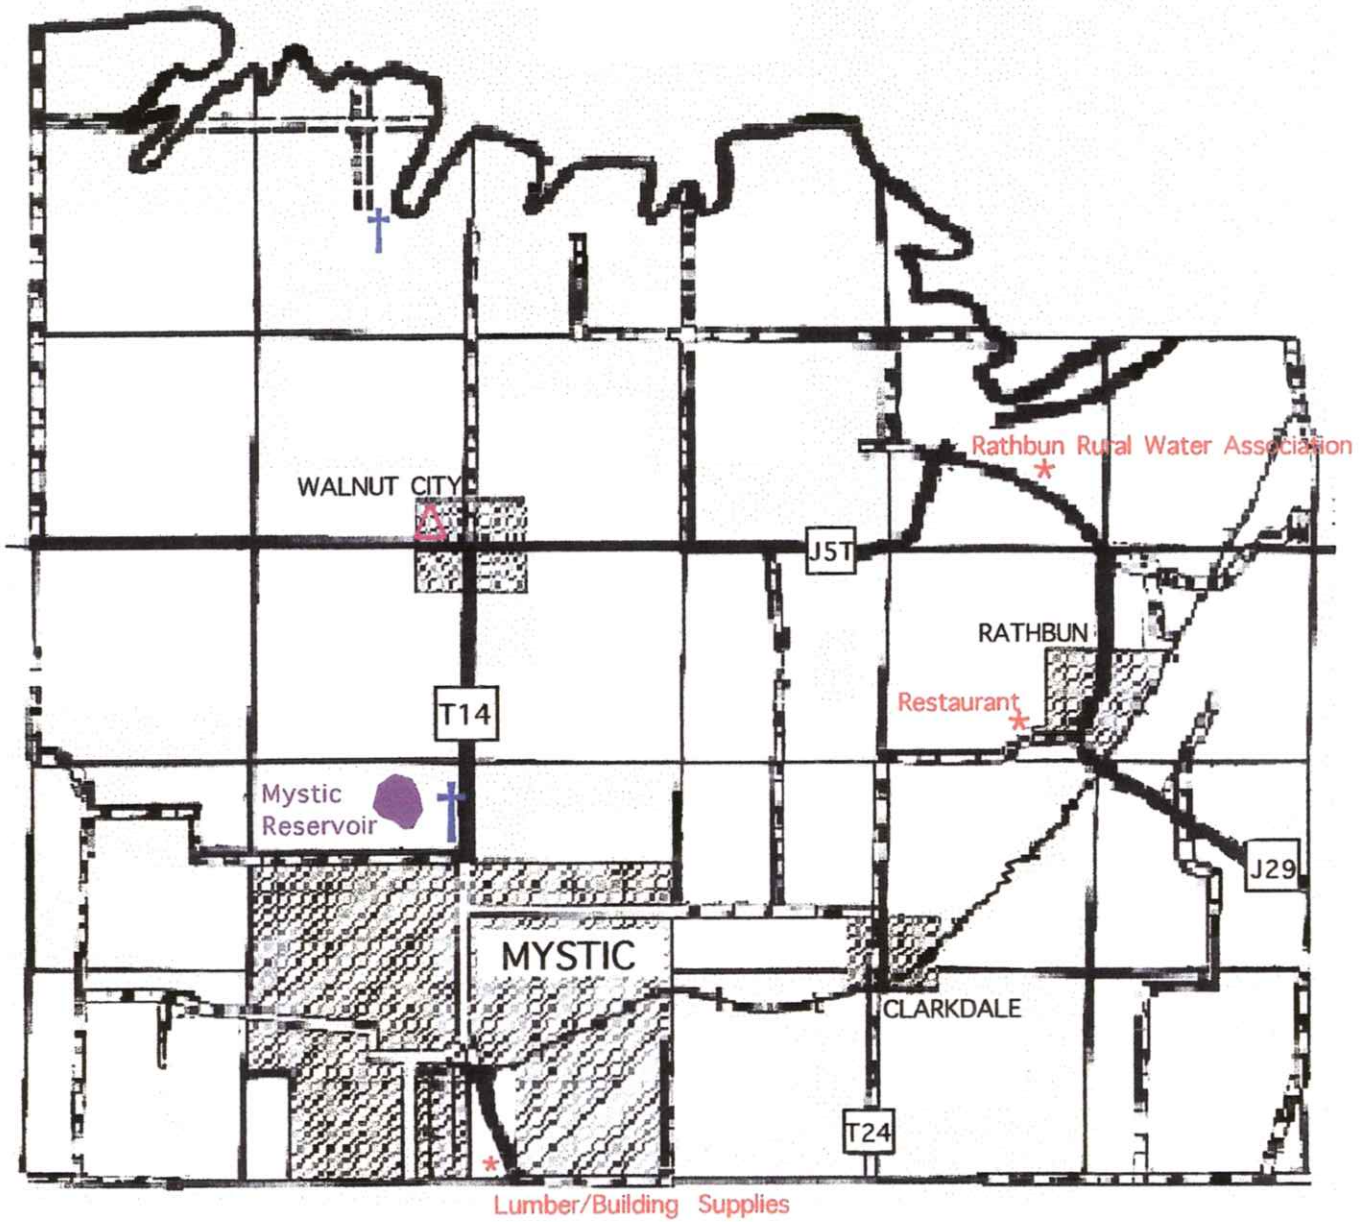 Rathbun Rural Water Association
*
WALNUT CITY
J5T
RATHBUN
Restaurant
*
T14
Mystic
Reservoir
J29
MYSTIC
CLARKDALE
T24
*
Lumber/Building Supplies